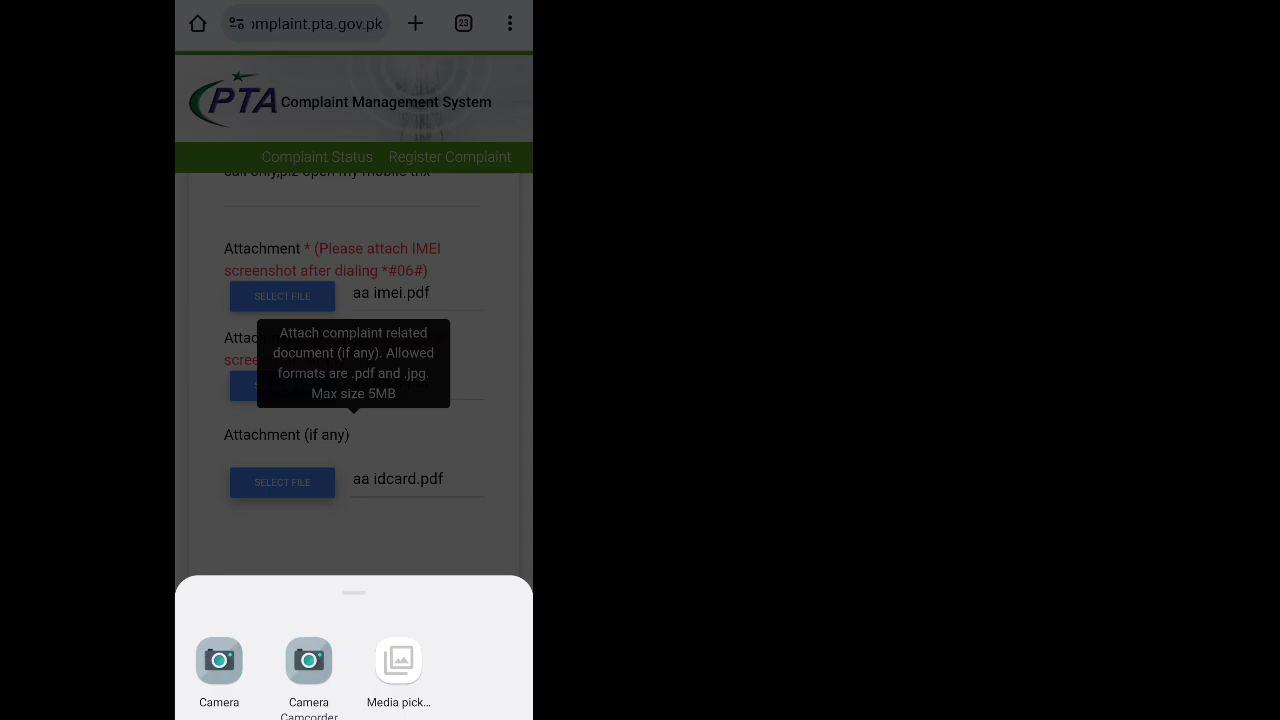 omplaint.pta.gov.pk
23
PTA Complaint Management System
Complaint Status Register Complaint
call only,plz open my mobile thx
Attachment * (Please attach IMEI
screenshot after dialing *#06#)
SELECT FILE aa imei.pdf
Attach complaint related
document (if any). Allowed
formats are .pdf and .jpg.
Max size 5MB
Attachment (if any)
SELECT FILE aa idcard.pdf
Camera
Camera
Camcorder
Media pick...